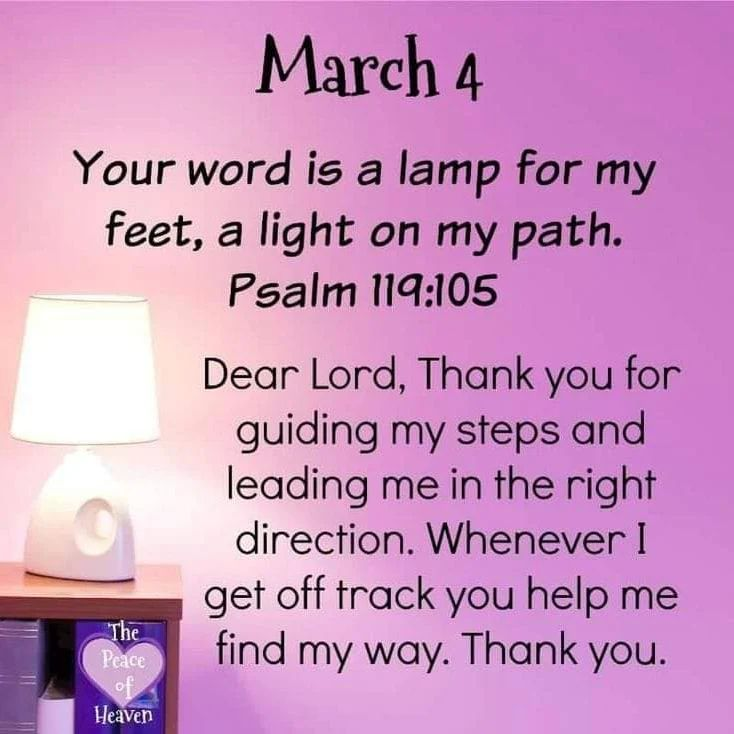 March 4
Your word is a lamp for my
feet, a light on my path.
Psalm 119:105
Dear Lord, Thank you for
guiding my steps and
leading me in the right
direction. Whenever I
get off track you help me
find my way. Thank you.
The
Peace
of
Heaven